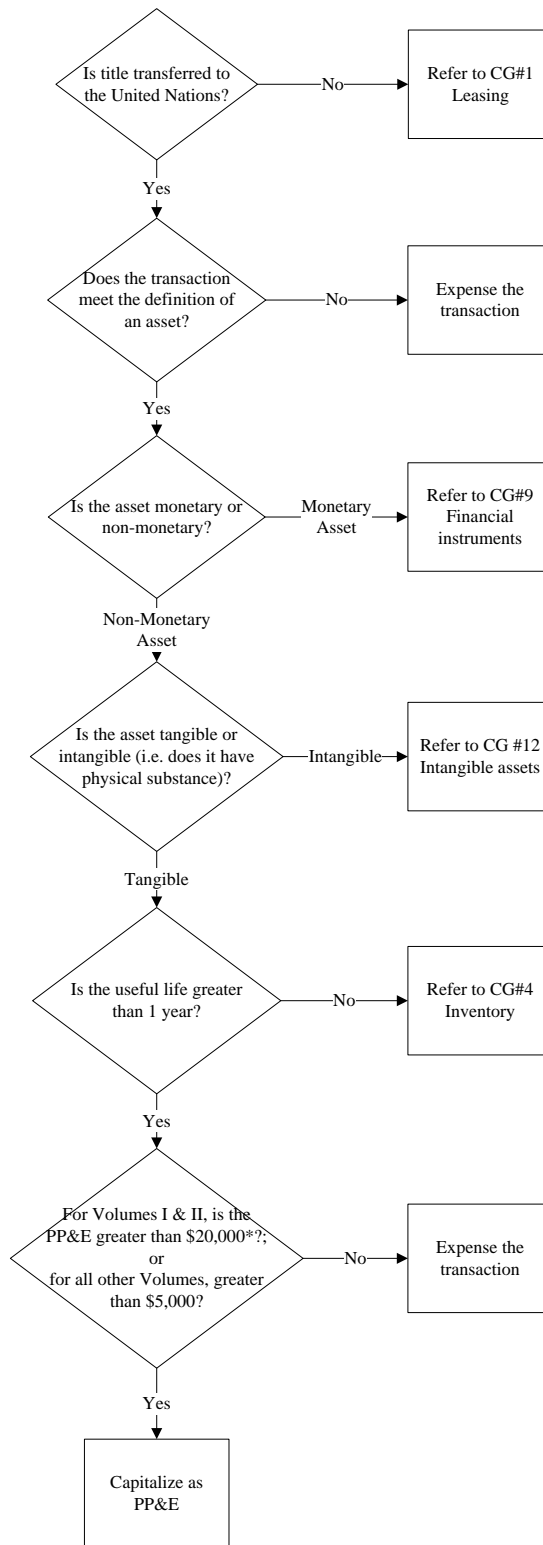 Is title transferred to
the United Nations?
No
Refer to CG#1
Leasing
Yes
Does the transaction
meet the definition of
an asset?
No
Expense the
transaction
Yes
Is the asset monetary or
non-monetary?
Monetary
Asset
Refer to CG#9
Financial
instruments
Non-Monetary
Asset
Is the asset tangible or
intangible (i.e. does it have
physical substance)?
Intangible
Refer to CG #12
Intangible assets
Tangible
Is the useful life greater
than 1 year?
No
Refer to CG#4
Inventory
Yes
For Volumes I & II, is the
PP&E greater than $20,000*?;
or
for all other Volumes, greater
than $5,000?
No
Expense the
transaction
Yes
Capitalize as
PP&E